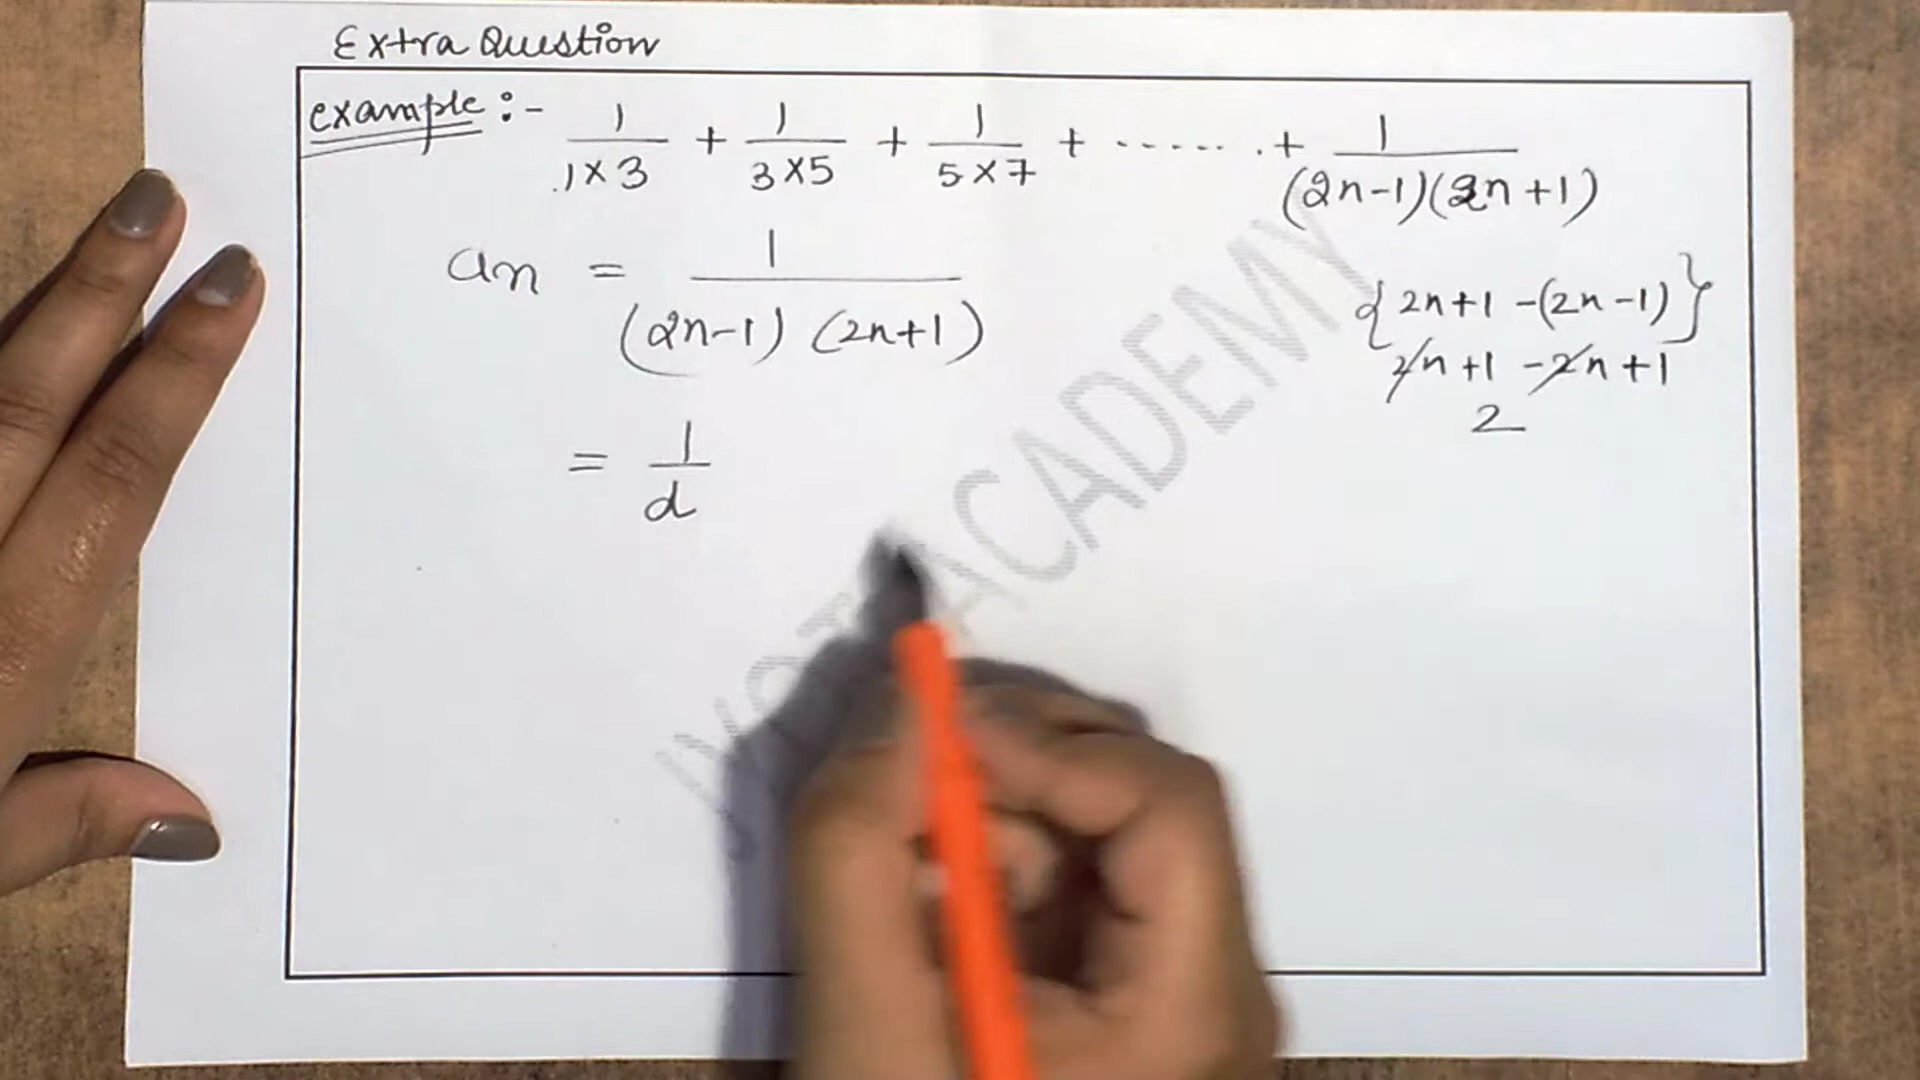 Extra Question
example :- 1/1×3 + 1/3×5 + 1/5×7 + ...... + 1/(2n-1)(2n+1)
an = 1/(2n-1) (2n+1)
{2n+1 -(2n-1)}
2n +1 -2n +1
2
= 1/d
ACADEMY